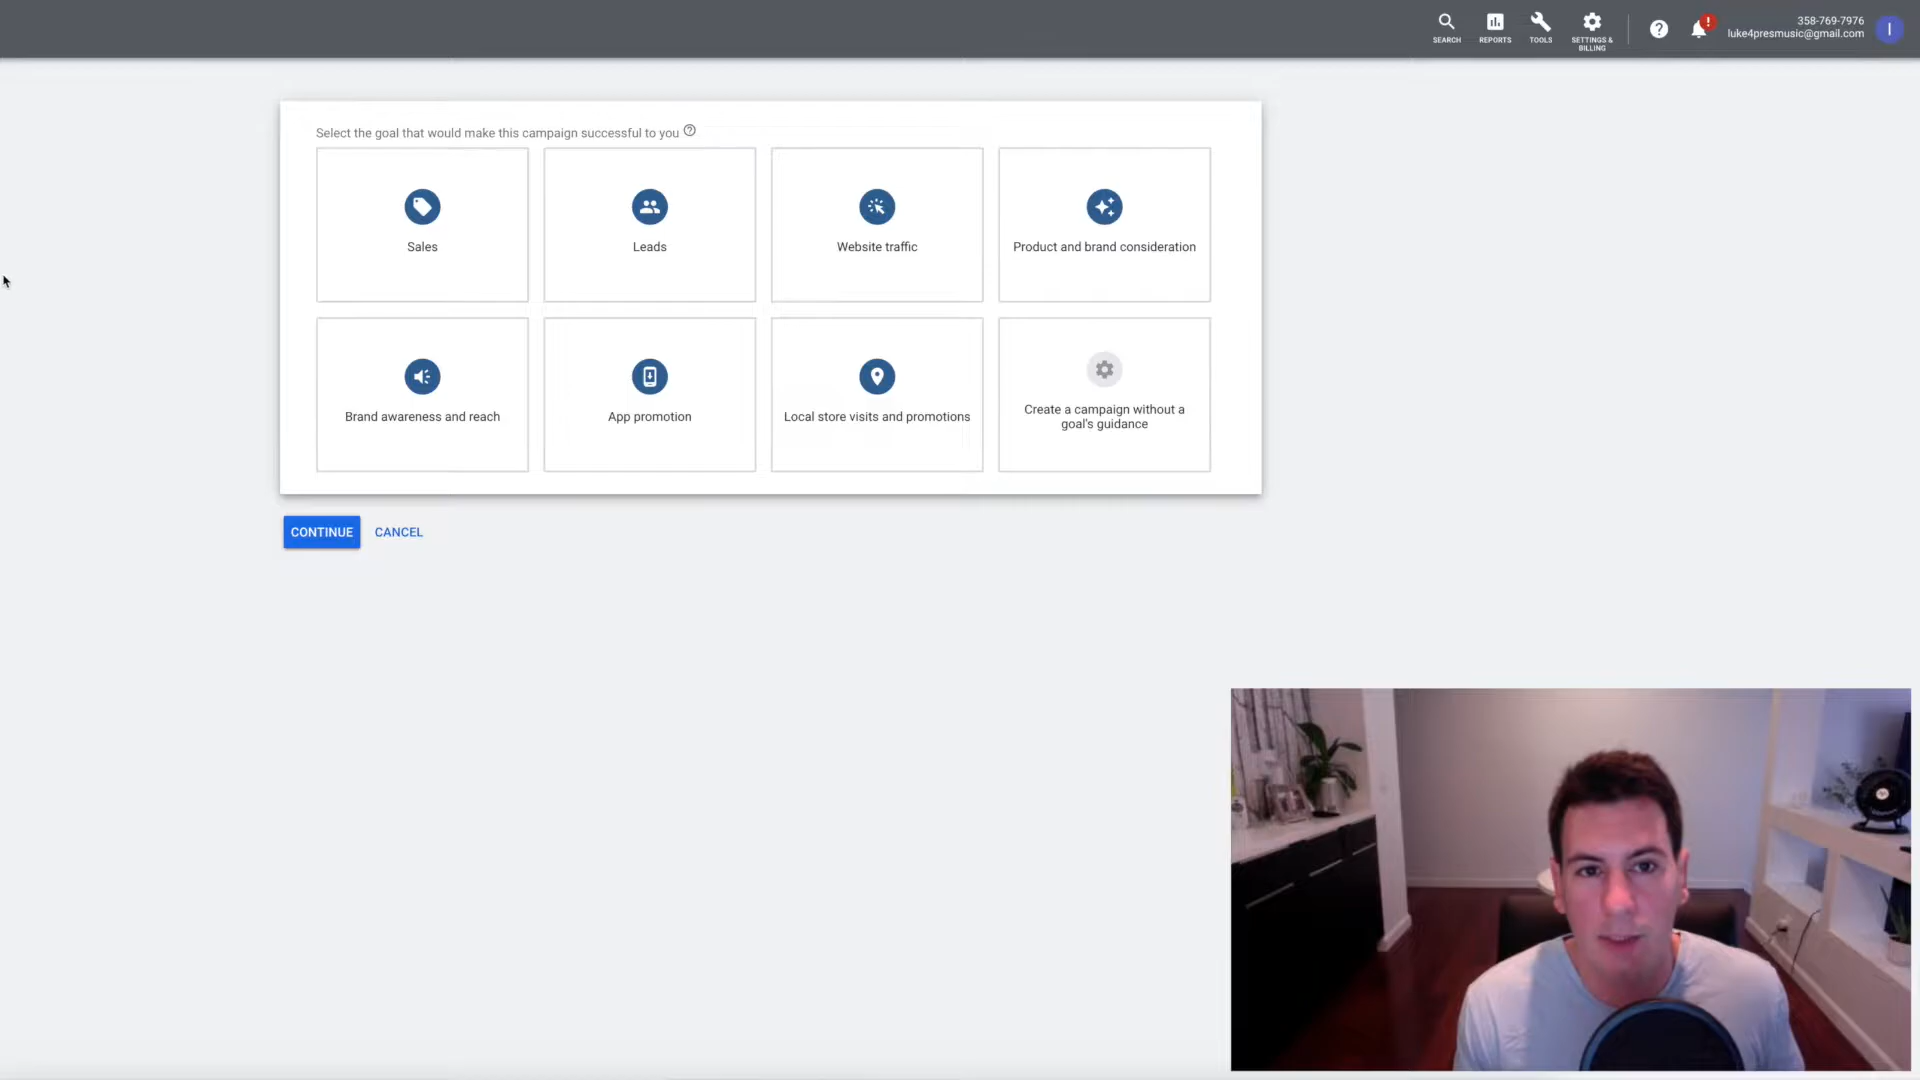 SEARCH
REPORTS
TOOLS
SETTINGS &
BILLING
358-769-7976
luke4presmusic@gmail.com
I
Select the goal that would make this campaign successful to you
Sales
Leads
Website traffic
Product and brand consideration
Brand awareness and reach
App promotion
Local store visits and promotions
Create a campaign without a
goal's guidance
CONTINUE
CANCEL